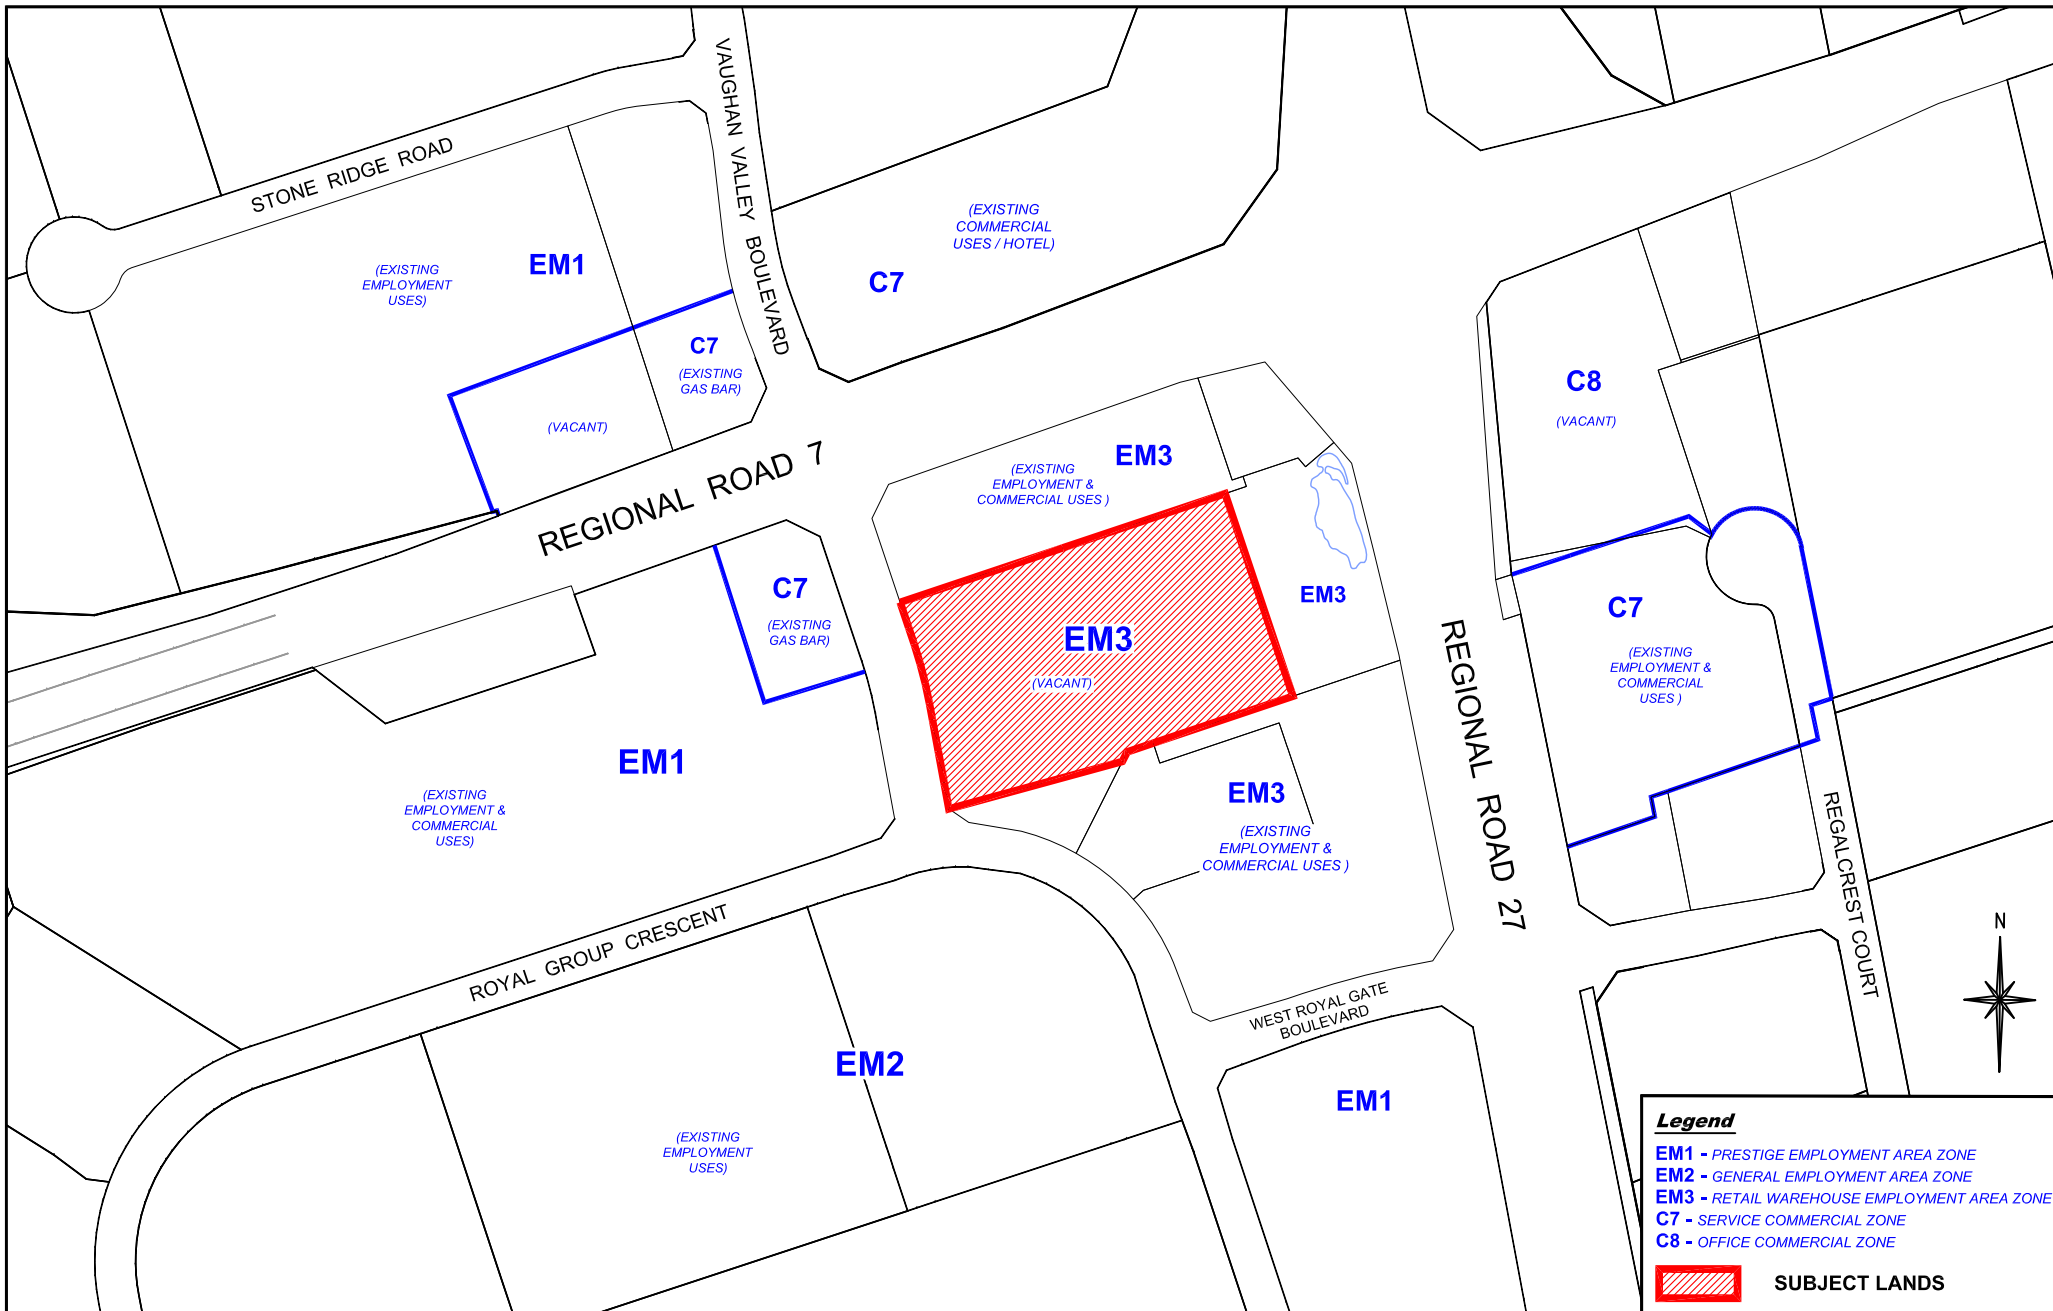 VAUGHAN VALLEY BOULEVARD
STONE RIDGE ROAD
(EXISTING
COMMERCIAL
USES / HOTEL)
C7
(EXISTING
EMPLOYMENT
USES)
EM1
C7
(EXISTING
GAS BAR)
(VACANT)
C8
(VACANT)
REGIONAL ROAD 7
(EXISTING
EMPLOYMENT &
COMMERCIAL USES )
EM3
C7
(EXISTING
GAS BAR)
EM3
(VACANT)
EM3
C7
(EXISTING
EMPLOYMENT &
COMMERCIAL
USES )
REGIONAL ROAD 27
EM1
(EXISTING
EMPLOYMENT &
COMMERCIAL
USES)
EM3
(EXISTING
EMPLOYMENT &
COMMERCIAL USES )
REGALCREST COURT
ROYAL GROUP CRESCENT
WEST ROYAL GATE
BOULEVARD
N
EM2
(EXISTING
EMPLOYMENT
USES)
EM1
Legend
EM1 - PRESTIGE EMPLOYMENT AREA ZONE
EM2 - GENERAL EMPLOYMENT AREA ZONE
EM3 - RETAIL WAREHOUSE EMPLOYMENT AREA ZONE
C7 - SERVICE COMMERCIAL ZONE
C8 - OFFICE COMMERCIAL ZONE
SUBJECT LANDS